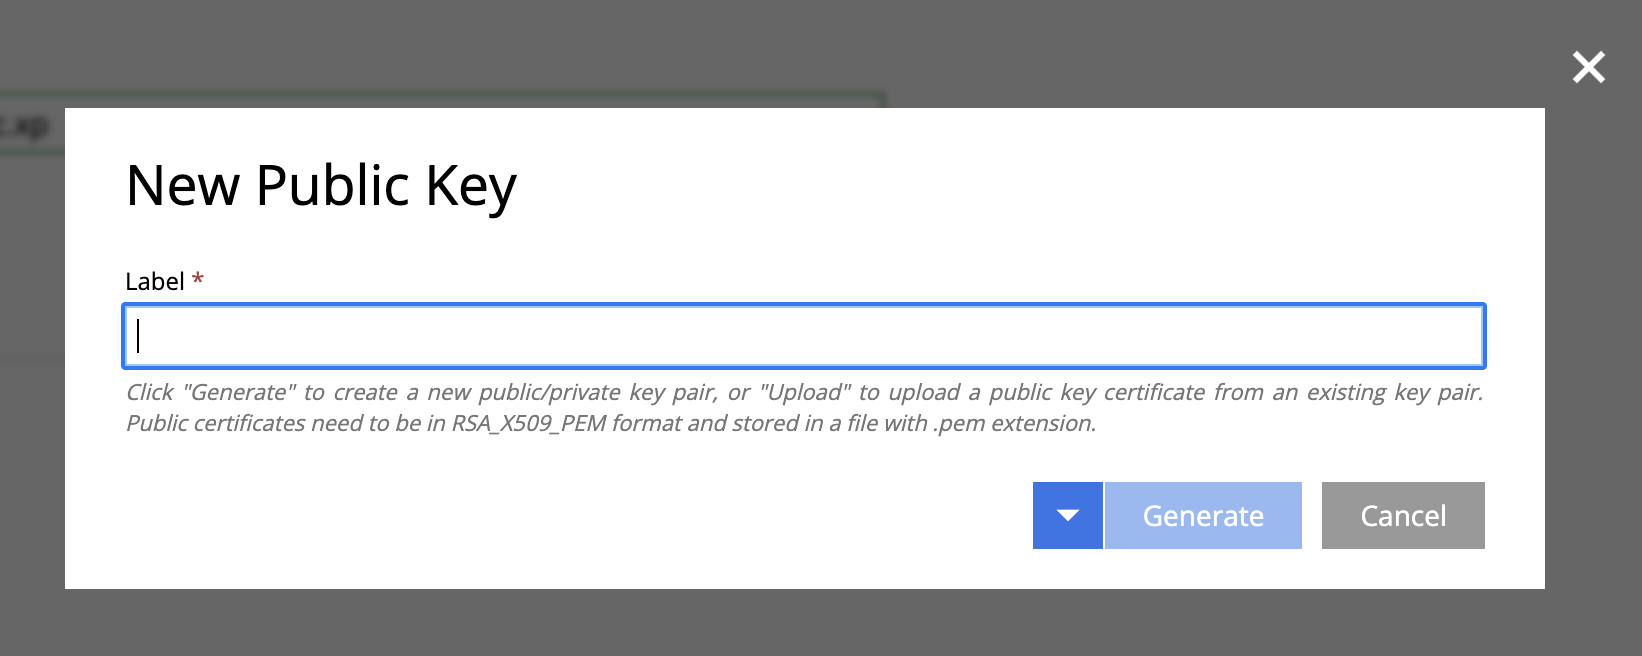 c.xp
New Public Key
Label *
Click "Generate" to create a new public/private key pair, or "Upload" to upload a public key certificate from an existing key pair.
Public certificates need to be in RSA_X509_PEM format and stored in a file with .pem extension.
Generate
Cancel